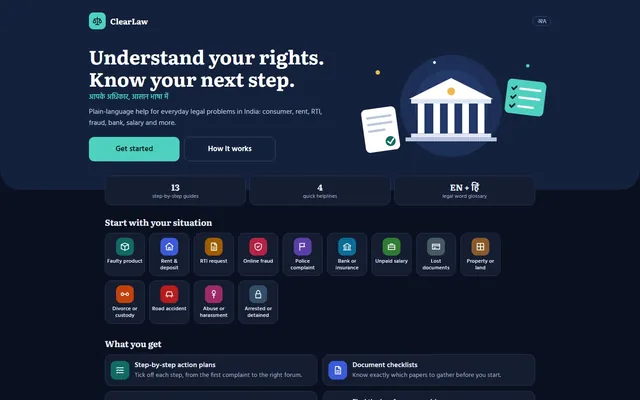 ClearLaw
अ/A
Understand your rights.
Know your next step.
आपके अधिकार, आसान भाषा में
Plain-language help for everyday legal problems in India: consumer, rent, RTI,
fraud, bank, salary and more.
Get started
How it works
13
step-by-step guides
4
quick helplines
EN + हिं
legal word glossary
Start with your situation
Faulty product
Rent &
deposit
RTI request
Online fraud
Police
complaint
Bank or
insurance
Unpaid salary
Lost
documents
Property or
land
Divorce or
custody
Road accident
Abuse or
harassment
Arrested or
detained
What you get
Step-by-step action plans
Tick off each step, from the first complaint to the right forum.
Document checklists
Know exactly which papers to gather before you start.